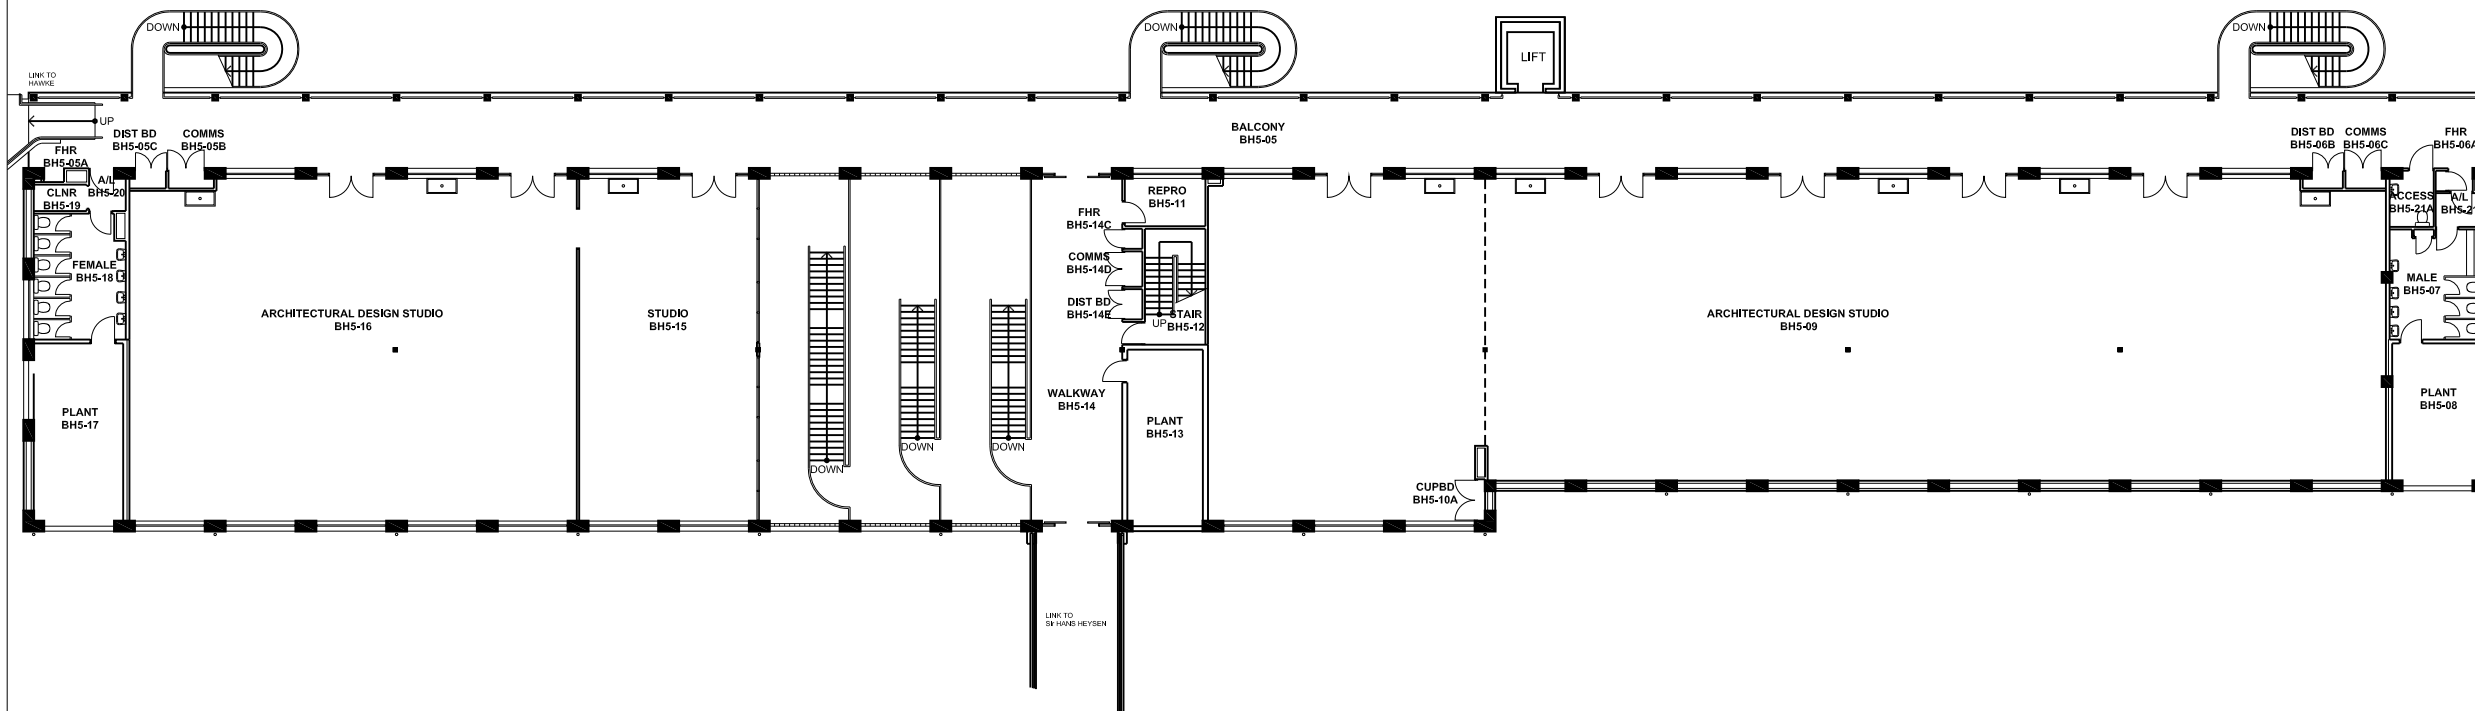 DOWN
DOWN
DOWN
LIFT
LINK TO
HAWKE
UP
DIST BD
BH5-05C
COMMS
BH5-05B
BALCONY
BH5-05
DIST BD
BH5-06B
COMMS
BH5-06C
FHR
BH5-06A
FHR
BH5-05A
A/L
BH5-20
CLNR
BH5-19
REPRO
BH5-11
ACCESS
BH5-21A
A/L
BH5-21
FHR
BH5-14C
COMMS
BH5-14D
DIST BD
BH5-14E
UP
STAIR
BH5-12
FEMALE
BH5-18
MALE
BH5-07
ARCHITECTURAL DESIGN STUDIO
BH5-16
STUDIO
BH5-15
ARCHITECTURAL DESIGN STUDIO
BH5-09
WALKWAY
BH5-14
PLANT
BH5-17
PLANT
BH5-13
PLANT
BH5-08
DOWN
DOWN
DOWN
CUPBD
BH5-10A
LINK TO
Sir HANS HEYSEN